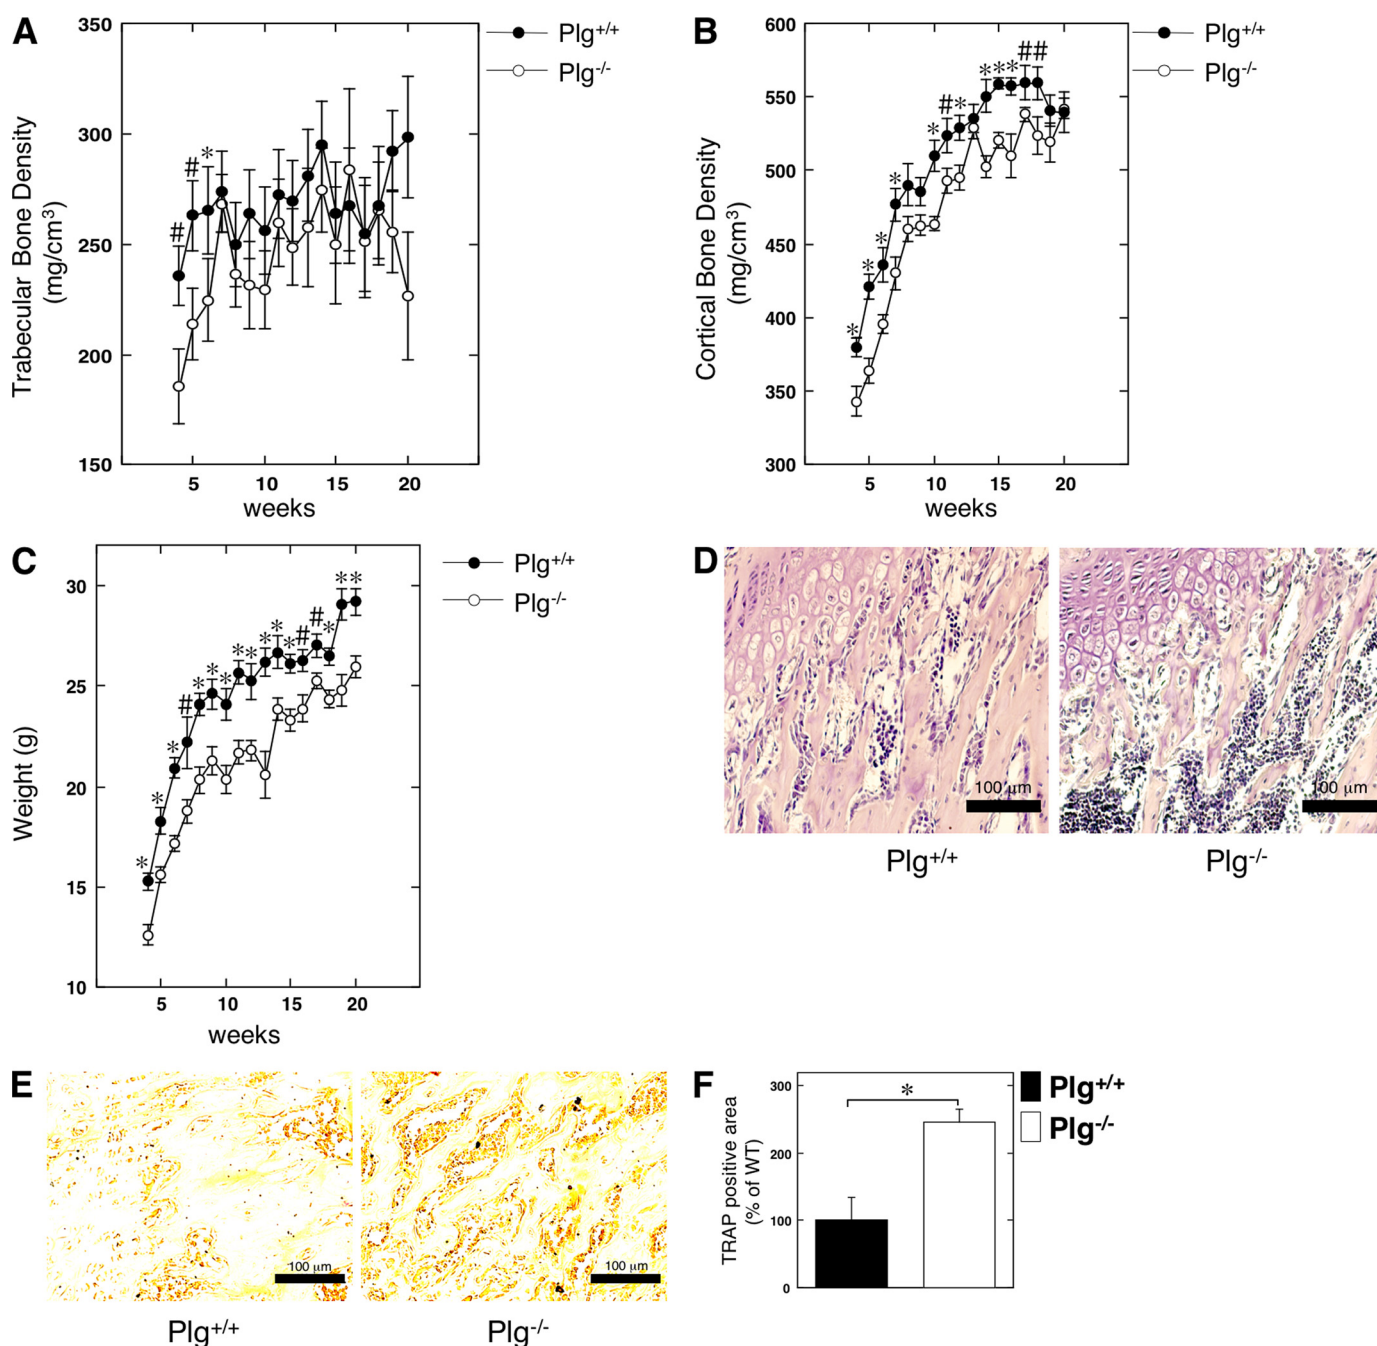 A
350
300
250
200
150
Trabecular Bone Density
(mg/cm³)
5 10 15 20
weeks
# # *
Plg+/+
Plg-/-
B
600
550
500
450
400
350
300
Cortical Bone Density
(mg/cm³)
5 10 15 20
weeks
* * * * * # * * * * # #
Plg+/+
Plg-/-
C
30
25
20
15
10
Weight (g)
5 10 15 20
weeks
* * * # * * * * * * * * # # * * *
Plg+/+
Plg-/-
D
100 µm
100 µm
Plg+/+
Plg-/-
E
100 µm
100 µm
Plg+/+
Plg-/-
F
300
200
100
0
TRAP positive area
(% of WT)
*
Plg+/+
Plg-/-